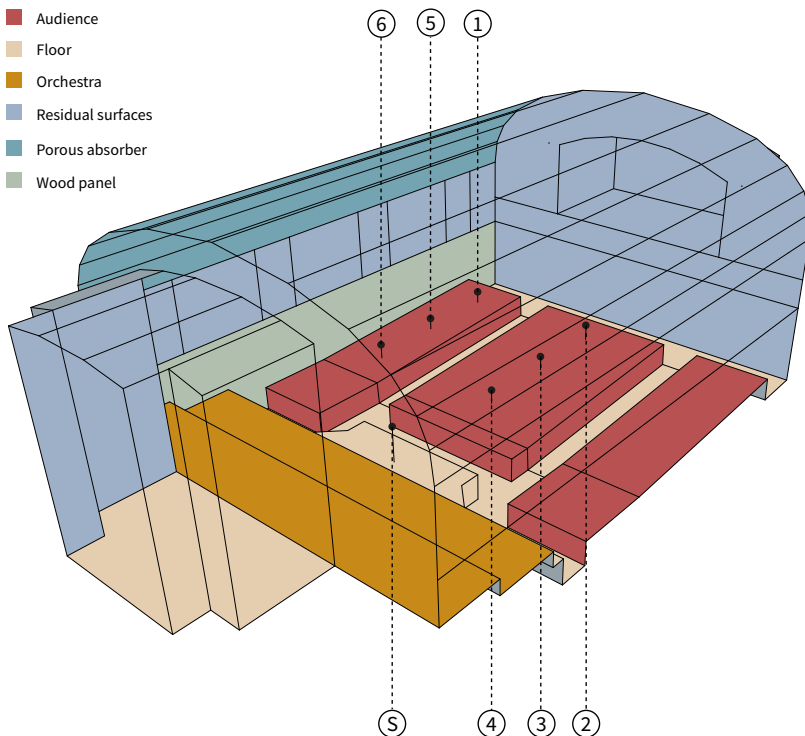 Audience
Floor
Orchestra
Residual surfaces
Porous absorber
Wood panel
6 5 1
S 4 3 2